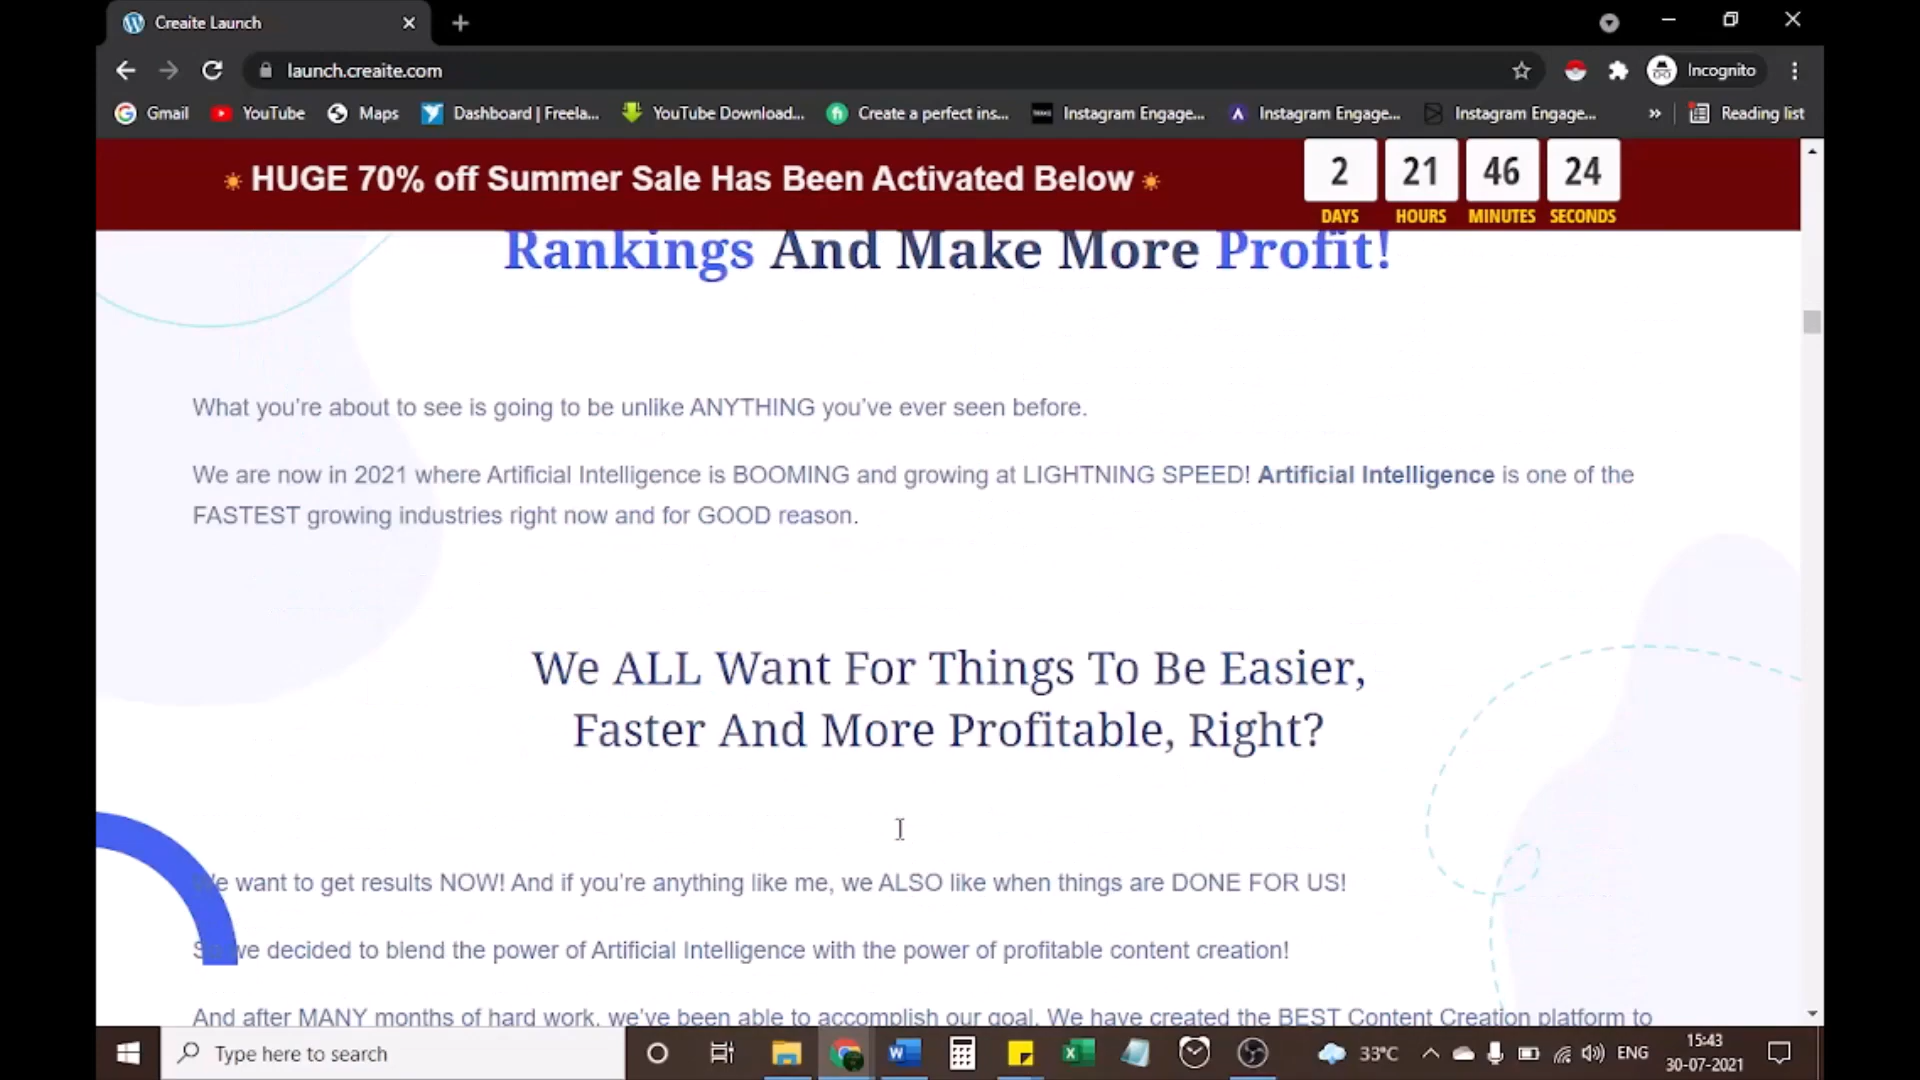 Creaite Launch
launch.creaite.com
Incognito
Gmail
YouTube
Maps
Dashboard | Freela...
YouTube Download...
Create a perfect ins...
Instagram Engage...
Instagram Engage...
Instagram Engage...
Reading list
HUGE 70% off Summer Sale Has Been Activated Below
2 21 46 24
DAYS HOURS MINUTES SECONDS
Rankings And Make More Profit!
What you're about to see is going to be unlike ANYTHING you've ever seen before.
We are now in 2021 where Artificial Intelligence is BOOMING and growing at LIGHTNING SPEED! Artificial Intelligence is one of the
FASTEST growing industries right now and for GOOD reason.
We ALL Want For Things To Be Easier,
Faster And More Profitable, Right?
We want to get results NOW! And if you're anything like me, we ALSO like when things are DONE FOR US!
So we decided to blend the power of Artificial Intelligence with the power of profitable content creation!
And after MANY months of hard work, we've been able to accomplish our goal. We have created the BEST Content Creation platform to
Type here to search
33°C
ENG
15:43
30-07-2021